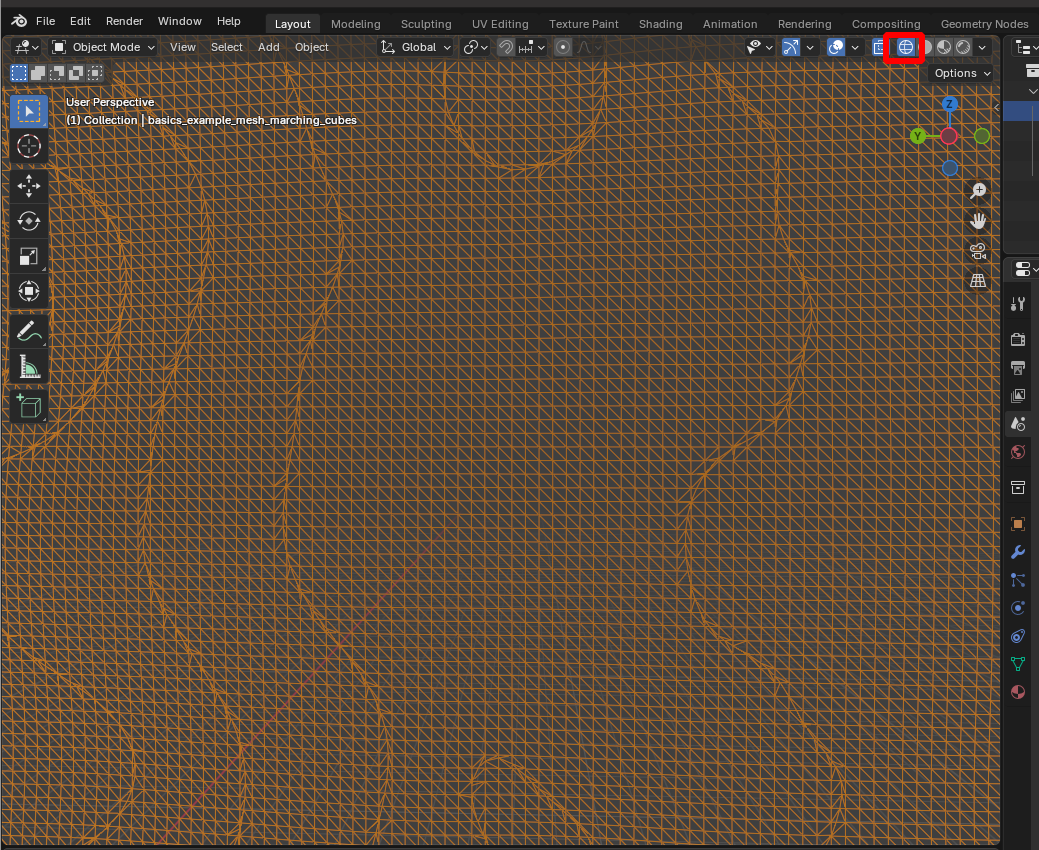 File Edit Render Window Help Layout Modeling Sculpting UV Editing Texture Paint Shading Animation Rendering Compositing Geometry Nodes
Object Mode View Select Add Object Global
Options
User Perspective
(1) Collection | basics_example_mesh_marching_cubes
Z
Y